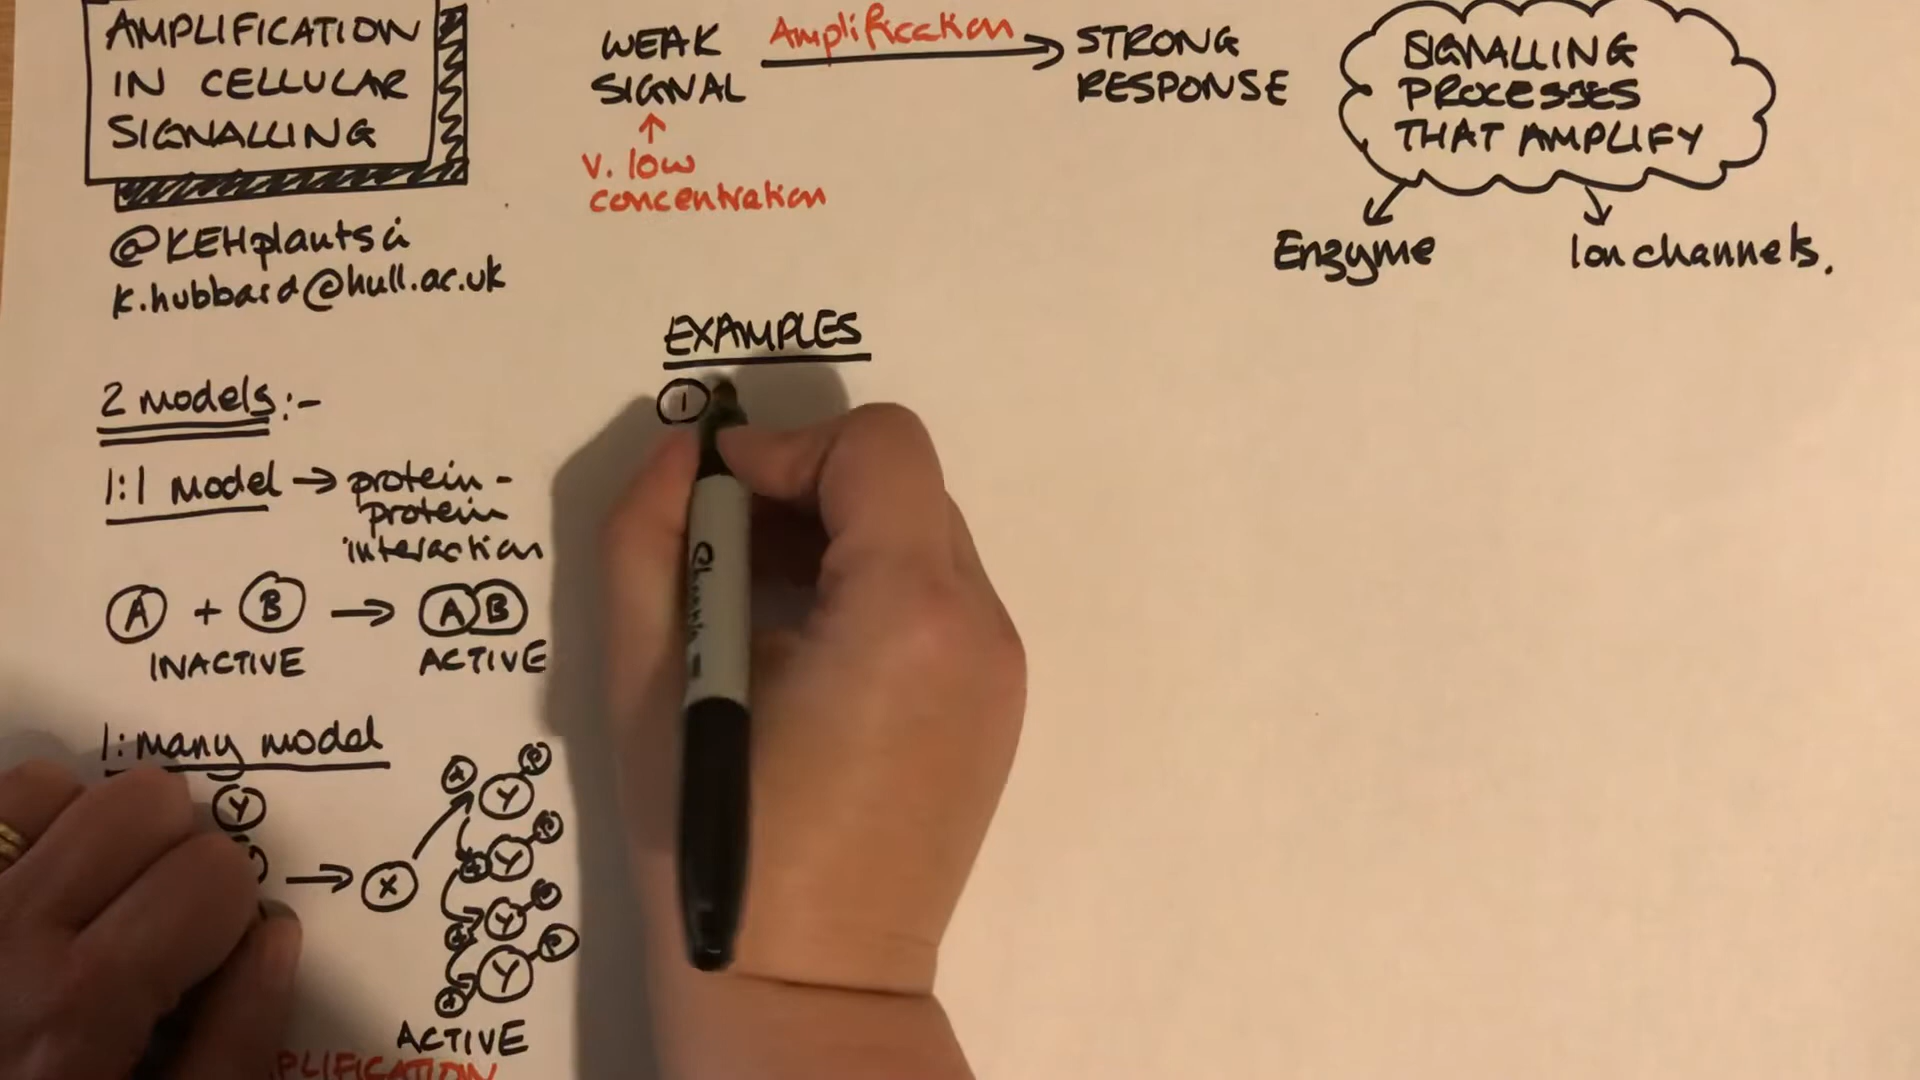 AMPLIFICATION
IN CELLULAR
SIGNALLING
@KEHplantsci
k.hubbard@hull.ac.uk
WEAK
SIGNAL
Amplification
STRONG
RESPONSE
V. low
concentration
SIGNALLING
PROCESSES
THAT AMPLIFY
Enzyme
Ion channels.
2 models:-
1:1 model → protein -
protein
interaction
A + B → AB
INACTIVE
ACTIVE
1:many model
Y
→ X
x Y P
x Y P
x Y P
x Y P
ACTIVE
PLIFICATION
EXAMPLES
1